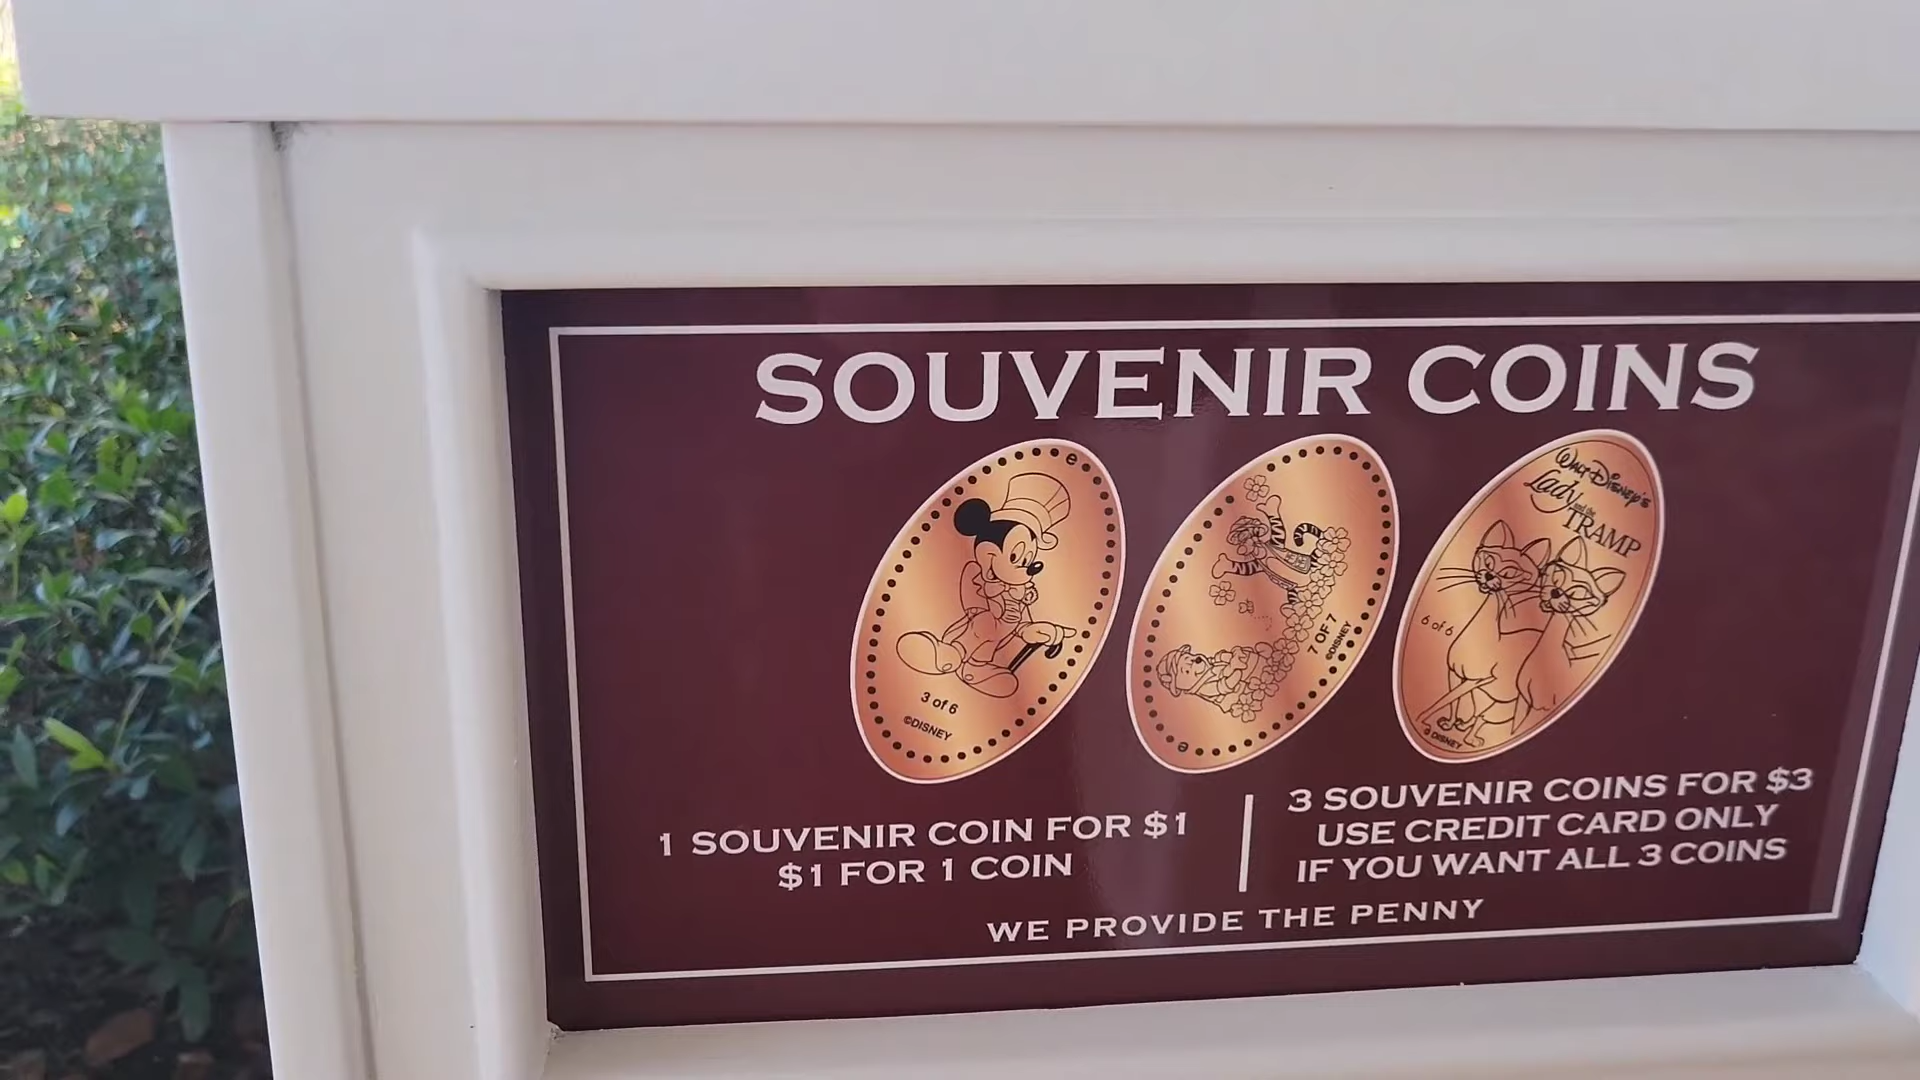 SOUVENIR COINS
e
3 of 6
©DISNEY
7 OF 7
©DISNEY
e
WALT DISNEY'S
Lady and the
TRAMP
6 of 6
© DISNEY
1 SOUVENIR COIN FOR $1
$1 FOR 1 COIN
3 SOUVENIR COINS FOR $3
USE CREDIT CARD ONLY
IF YOU WANT ALL 3 COINS
WE PROVIDE THE PENNY